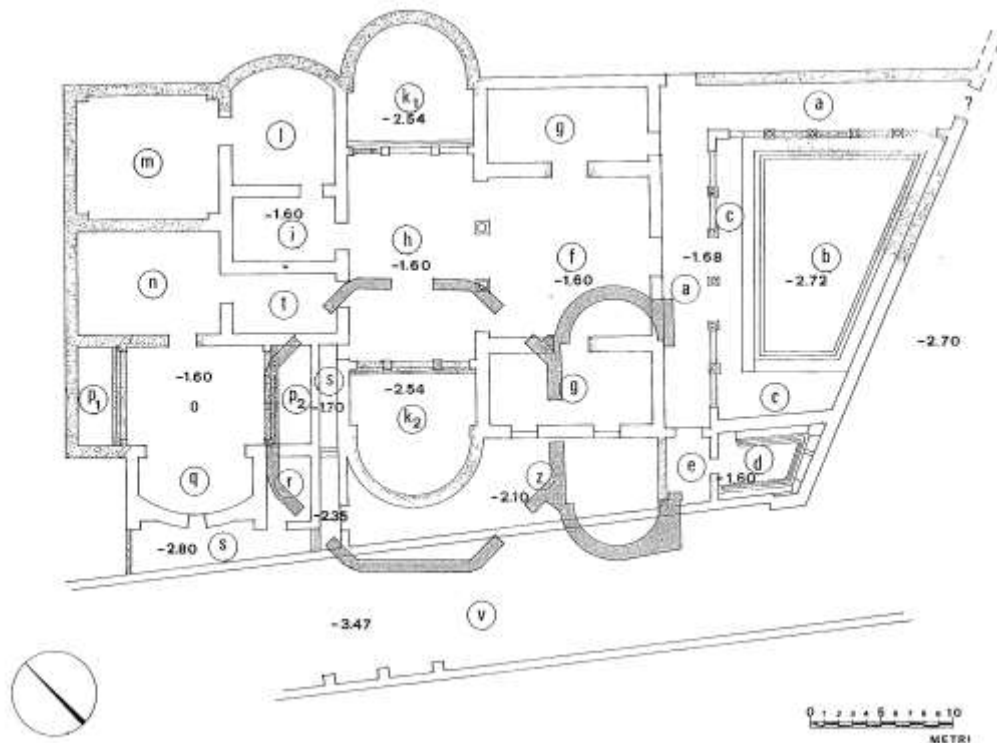 k1
-2.54
a
?
l
g
m
-1.60
i
h
-1.60
c
-1.68
b
-2.72
f
-1.60
n
t
a
-2.70
-1.60
p1
o
p2
s
-1.70
-2.54
k2
g
c
q
r
z
-2.10
e
d
-1.60
-2.35
-2.80
s
-3.47
v
0 1 2 3 4 5 6 7 8 9 10
METRI